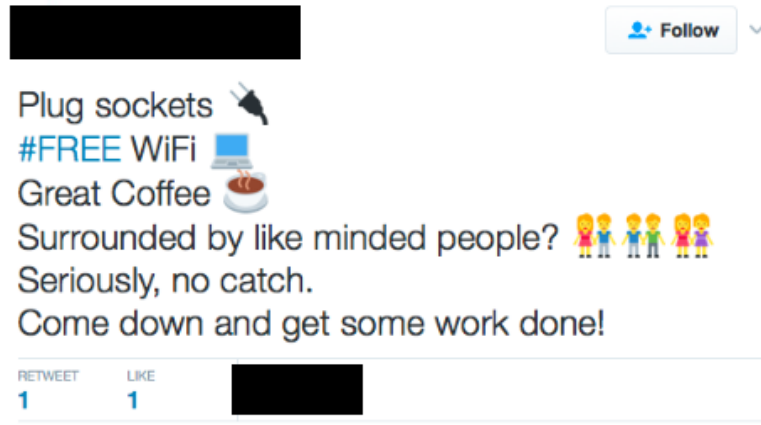 Follow
Plug sockets 🔌
#FREE WiFi 💻
Great Coffee ☕
Surrounded by like minded people? 👫👬👭
Seriously, no catch.
Come down and get some work done!
RETWEET LIKE
1 1